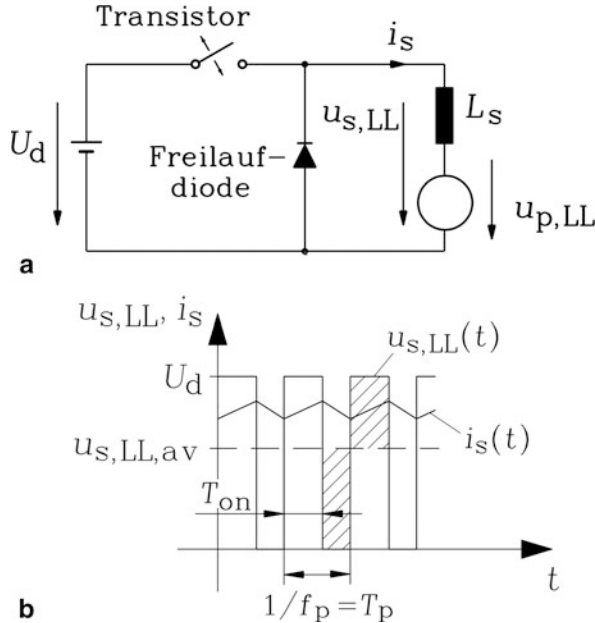 Transistor
i_s
U_d
Freilauf-
diode
u_s,LL
L_s
u_p,LL
a
u_s,LL, i_s
u_s,LL(t)
U_d
i_s(t)
u_s,LL,av
T_on
t
1/f_p = T_p
b